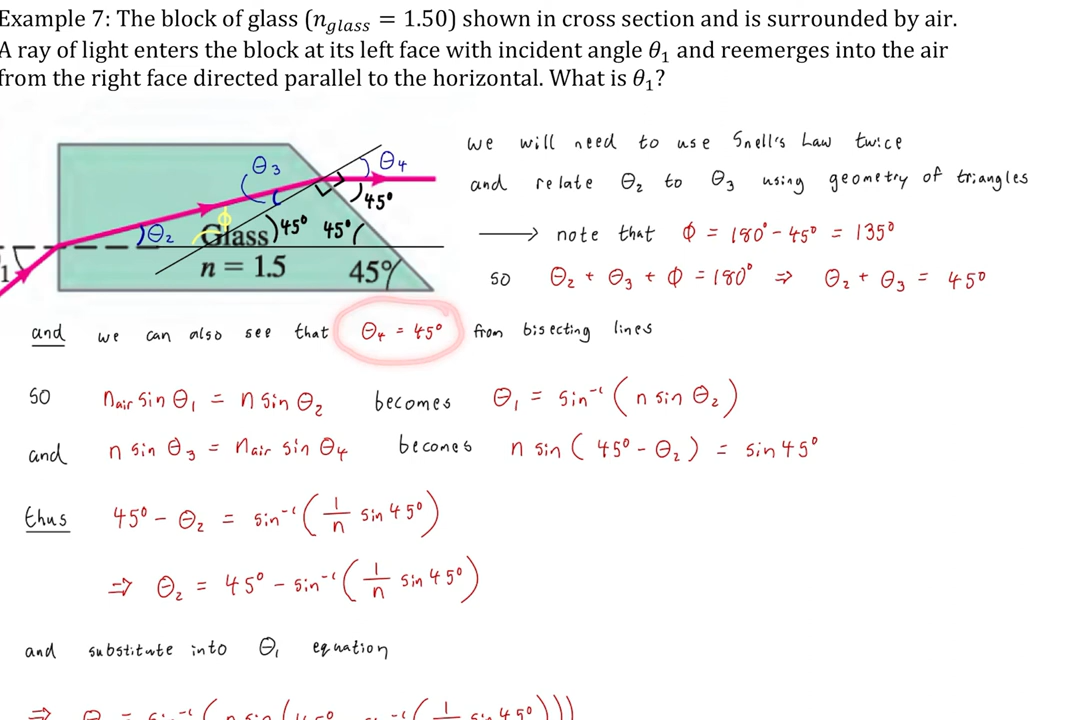 Example 7: The block of glass (n_glass = 1.50) shown in cross section and is surrounded by air.
A ray of light enters the block at its left face with incident angle θ₁ and reemerges into the air
from the right face directed parallel to the horizontal. What is θ₁?
we will need to use Snell's Law twice
and relate θ₂ to θ₃ using geometry of triangles
→ note that ϕ = 180° - 45° = 135°
so θ₂ + θ₃ + ϕ = 180° ⇒ θ₂ + θ₃ = 45°
θ₃ θ₄
45°
ϕ
θ₂ Glass 45° 45°
1 n = 1.5 45°
and we can also see that θ₄ = 45° from bisecting lines
so n_air sin θ₁ = n sin θ₂ becomes θ₁ = sin⁻¹(n sin θ₂)
and n sin θ₃ = n_air sin θ₄ becomes n sin(45° - θ₂) = sin 45°
thus 45° - θ₂ = sin⁻¹(1/n sin 45°)
⇒ θ₂ = 45° - sin⁻¹(1/n sin 45°)
and substitute into θ₁ equation